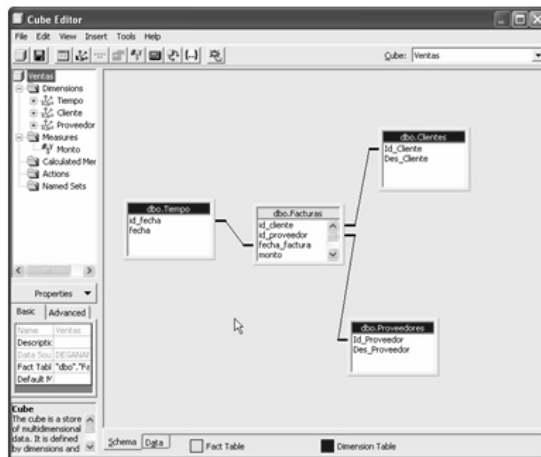 Cube Editor
File Edit View Insert Tools Help
Cube: Ventas
Ventas
Dimensions
Tiempo
Cliente
Proveedor
Measures
Monto
Calculated Mer
Actions
Named Sets
dbo.Tiempo
id_fecha
fecha
dbo.Facturas
id_cliente
id_proveedor
fecha_factura
monto
dbo.Clientes
Id_Cliente
Des_Cliente
dbo.Proveedores
Id_Proveedor
Des_Proveedor
Properties
Basic Advanced
Name Ventas
Descriptic
Data Sou DEGANA
Fact Tabl "dbo"."Fa
Default M
Cube
The cube is a store
of multidimensional
data. It is defined
by dimensions and
Schema Data Fact Table Dimension Table